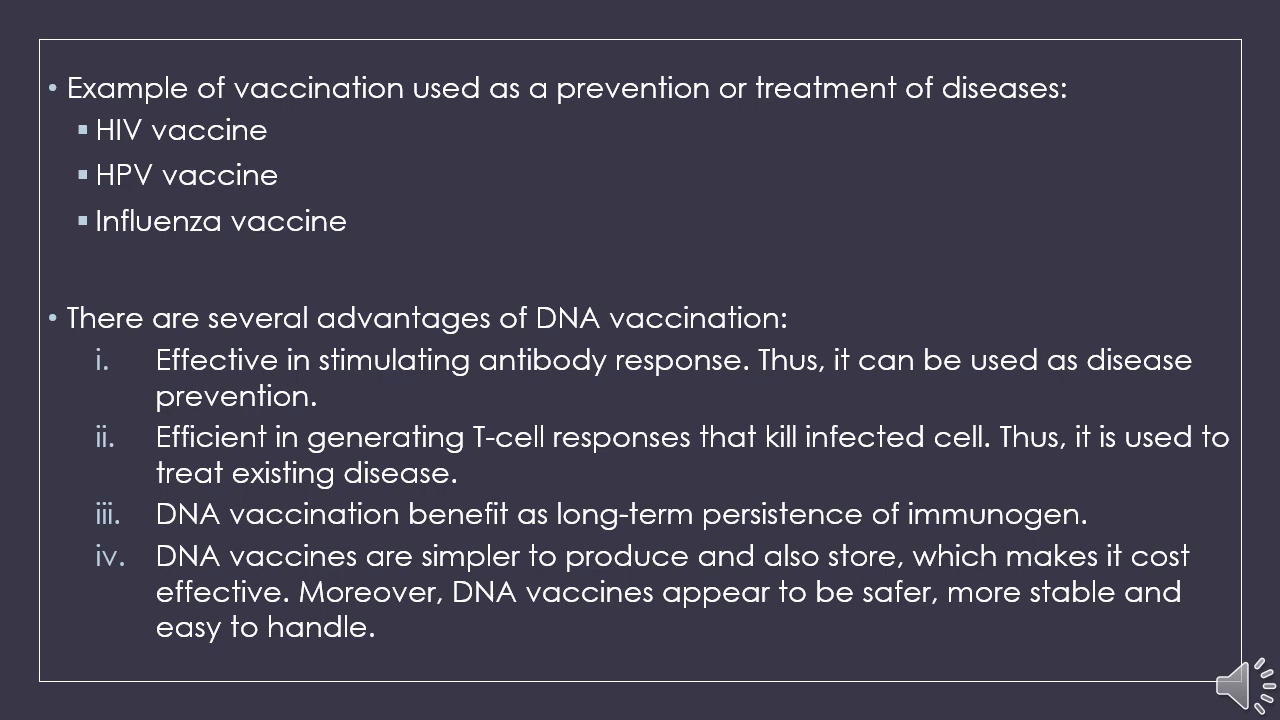 • Example of vaccination used as a prevention or treatment of diseases:
▪ HIV vaccine
▪ HPV vaccine
▪ Influenza vaccine
• There are several advantages of DNA vaccination:
i. Effective in stimulating antibody response. Thus, it can be used as disease
prevention.
ii. Efficient in generating T-cell responses that kill infected cell. Thus, it is used to
treat existing disease.
iii. DNA vaccination benefit as long-term persistence of immunogen.
iv. DNA vaccines are simpler to produce and also store, which makes it cost
effective. Moreover, DNA vaccines appear to be safer, more stable and
easy to handle.